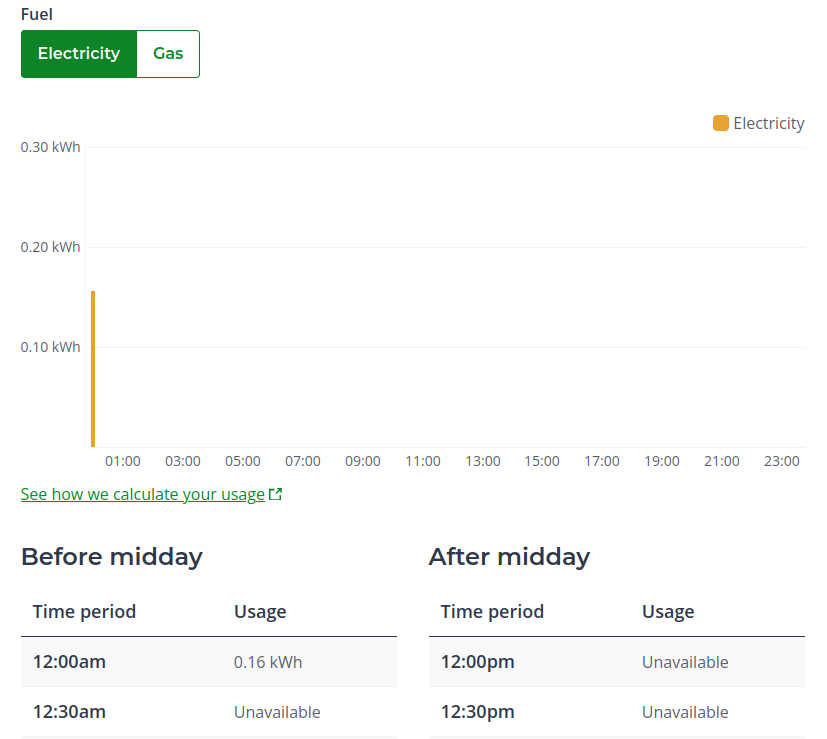 Fuel
Electricity Gas
Electricity
0.30 kWh
0.20 kWh
0.10 kWh
01:00 03:00 05:00 07:00 09:00 11:00 13:00 15:00 17:00 19:00 21:00 23:00
See how we calculate your usage
Before midday
Time period Usage
12:00am 0.16 kWh
12:30am Unavailable
After midday
Time period Usage
12:00pm Unavailable
12:30pm Unavailable